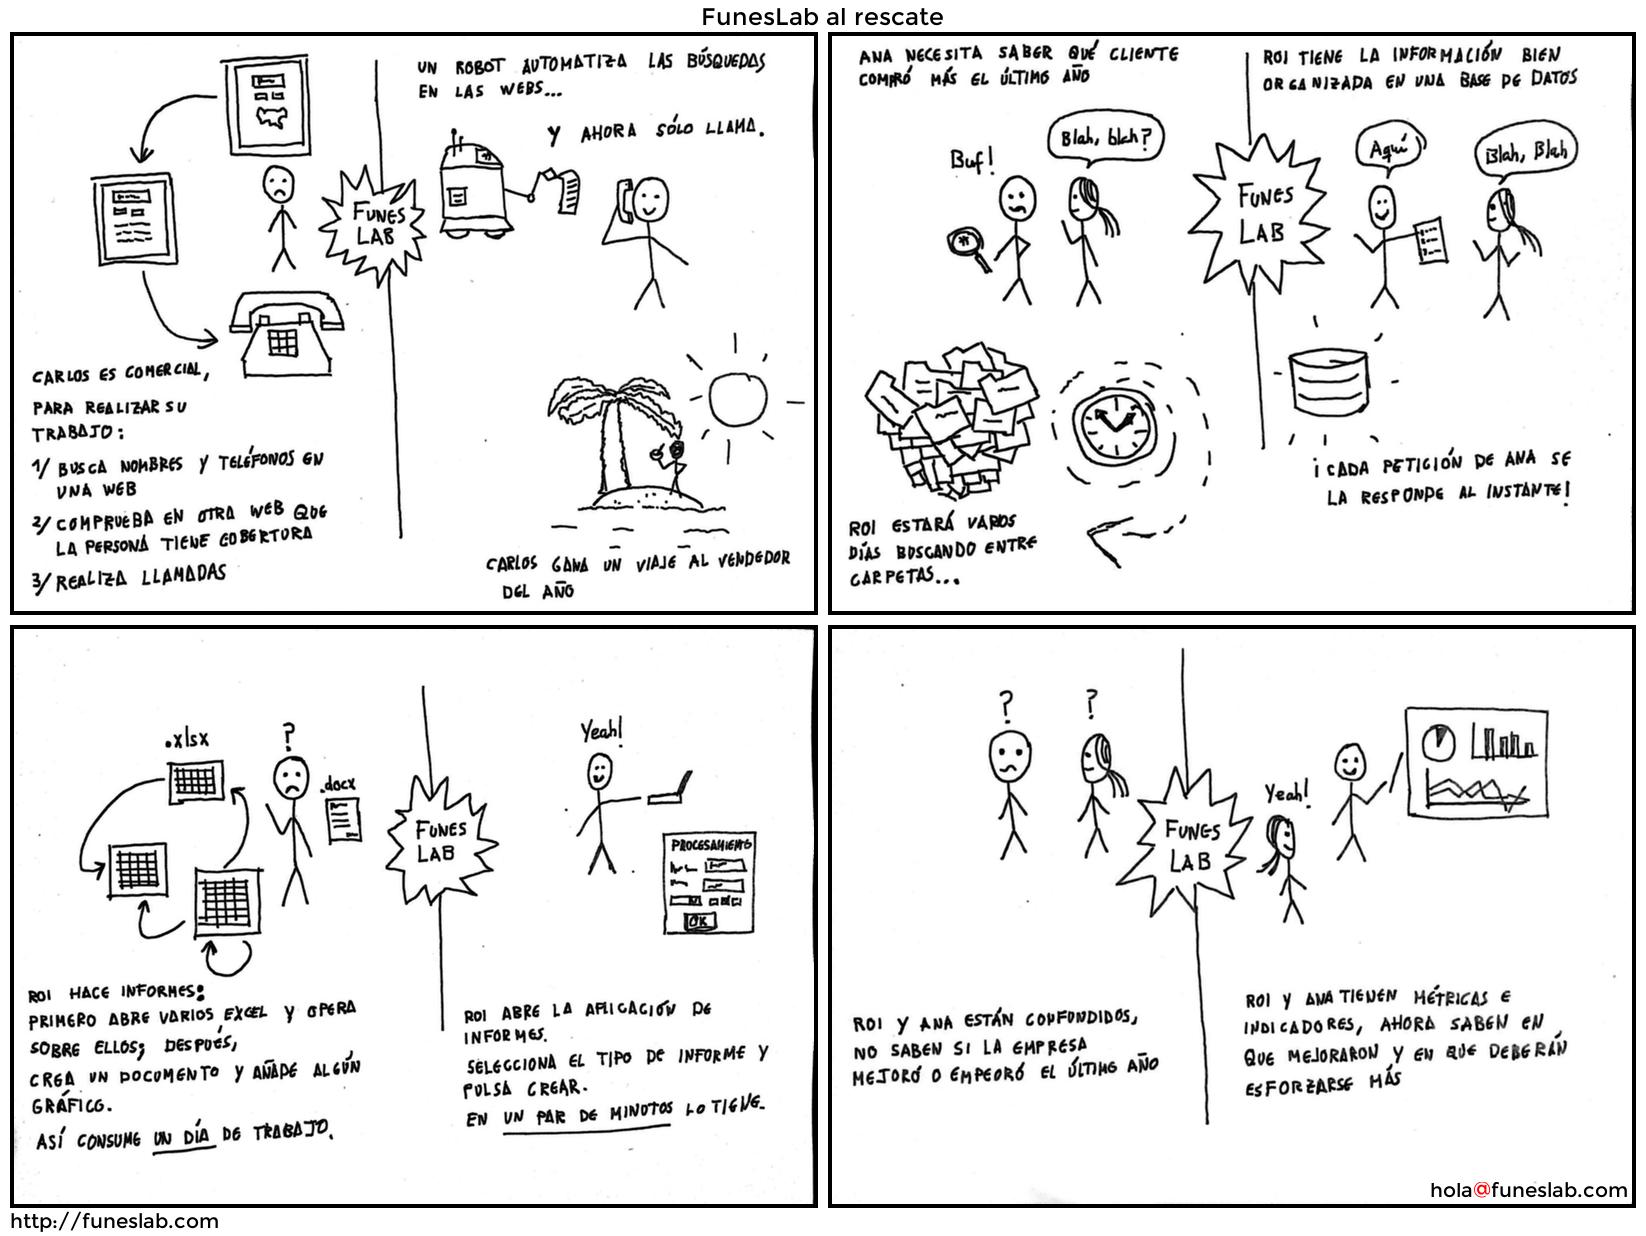 FunesLab al rescate
UN ROBOT AUTOMATIZA LAS BÚSQUEDAS
EN LAS WEBS...
Y AHORA SÓLO LLAMA.
FUNES
LAB
CARLOS ES COMERCIAL,
PARA REALIZAR SU
TRABAJO:
1/ BUSCA NOMBRES Y TELÉFONOS EN
UNA WEB
2/ COMPRUEBA EN OTRA WEB QUE
LA PERSONA TIENE COBERTURA
3/ REALIZA LLAMADAS
CARLOS GANA UN VIAJE AL VENDEDOR
DEL AÑO
ANA NECESITA SABER QUÉ CLIENTE
COMPRÓ MÁS EL ÚLTIMO AÑO
Buf!
Blah, blah?
FUNES
LAB
ROI TIENE LA INFORMACIÓN BIEN
ORGANIZADA EN UNA BASE DE DATOS
Aquí
Blah, Blah
ROI ESTARÁ VAROS
DÍAS BUSCANDO ENTRE
CARPETAS...
¡CADA PETICIÓN DE ANA SE
LA RESPONDE AL INSTANTE!
.xlsx
?
.docx
FUNES
LAB
Yeah!
PROCESAMIENTO
OK
ROI HACE INFORMES:
PRIMERO ABRE VARIOS EXCEL Y OPERA
SOBRE ELLOS; DESPUÉS,
CREA UN DOCUMENTO Y AÑADE ALGÚN
GRÁFICO.
ASÍ CONSUME UN DÍA DE TRABAJO.
ROI ABRE LA APLICACIÓN DE
INFORMES.
SELECCIONA EL TIPO DE INFORME Y
PULSA CREAR.
EN UN PAR DE MINUTOS LO TIENE.
? ?
FUNES
LAB
Yeah!
ROI Y ANA ESTÁN CONFUNDIDOS,
NO SABEN SI LA EMPRESA
MEJORÓ O EMPEORÓ EL ÚLTIMO AÑO
ROI Y ANA TIENEN MÉTRICAS E
INDICADORES, AHORA SABEN EN
QUE MEJORARON Y EN QUE DEBERÁN
ESFORZARSE MÁS
hola@funeslab.com
http://funeslab.com